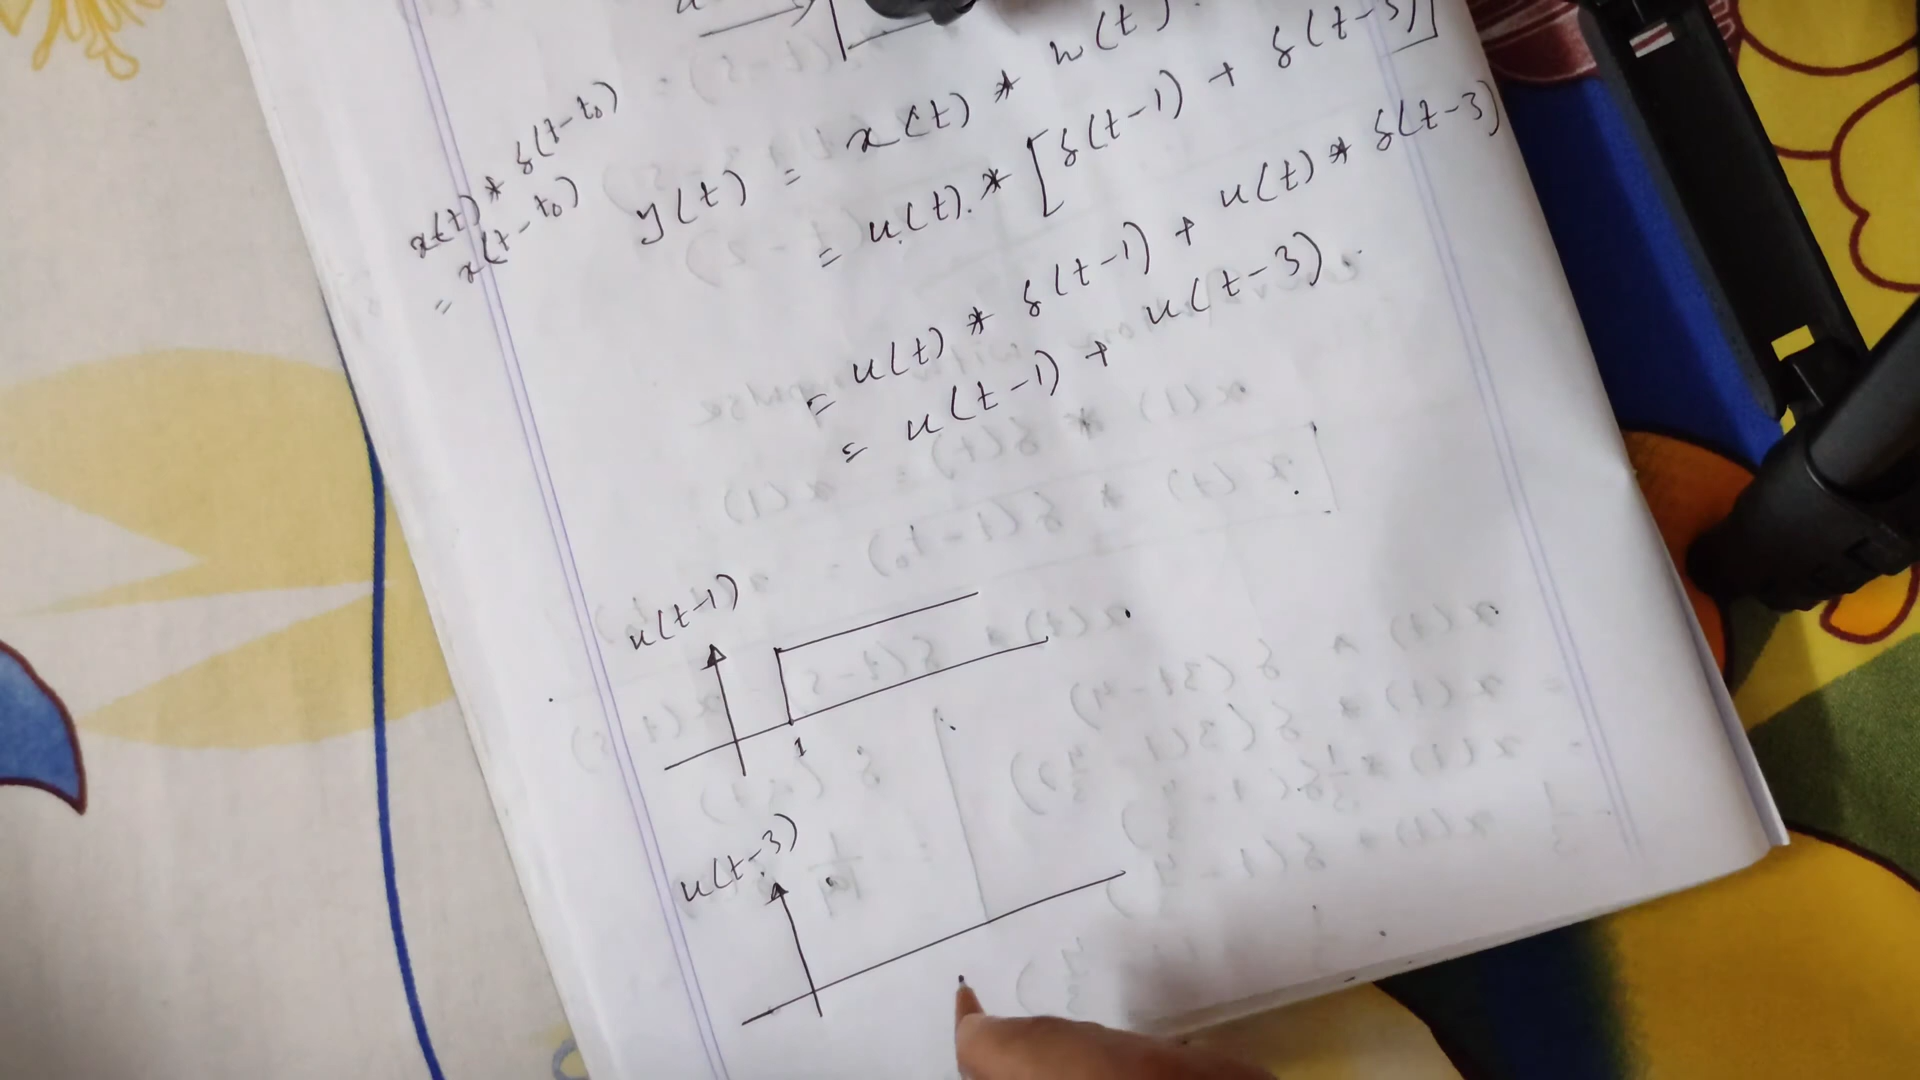 x(t) * δ(t-t₀)
= x(t-t₀)
y(t) = x(t) * h(t)
= u(t) * [δ(t-1) + δ(t-3)]
= u(t) * δ(t-1) + u(t) * δ(t-3)
= u(t-1) + u(t-3).
u(t-1)
1
u(t-3)